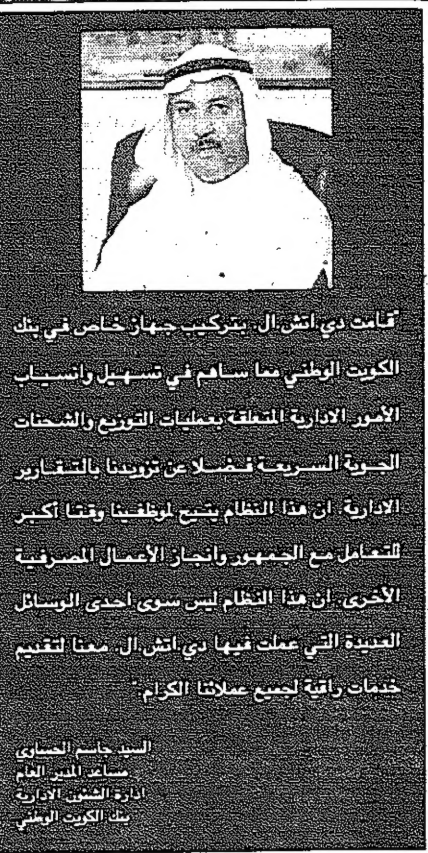 "قامت دي.اتش.ال. بتركيب جهاز خاص في بنك
الكويت الوطني مما ساهم في تسهيل وانسياب
الأمور الادارية المتعلقة بعمليات التوزيع والشحنات
الجوية السريعة فضلا عن تزويدنا بالتقارير
الادارية. ان هذا النظام يتيح لموظفينا وقتا أكبر
للتعامل مع الجمهور وانجاز الأعمال المصرفية
الأخرى. ان هذا النظام ليس سوى احدى الوسائل
العديدة التي عملت فيها دي.اتش.ال. معنا لتقديم
خدمات راقية لجميع عملائنا الكرام"
السيد جاسم الحساوي
مساعد المدير العام
ادارة الشئون الادارية
بنك الكويت الوطني